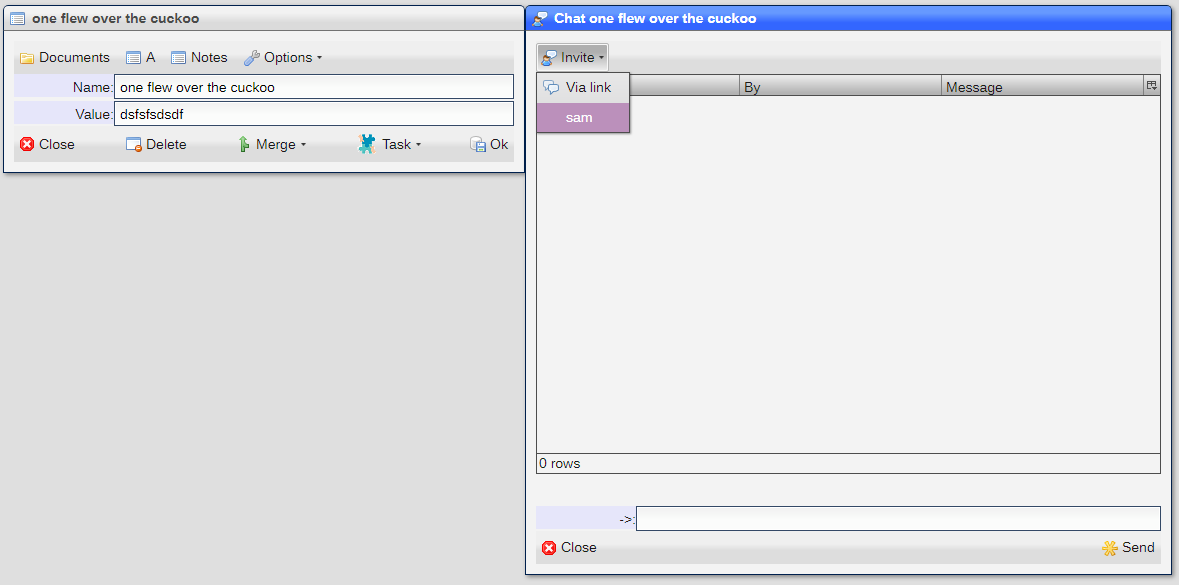 one flew over the cuckoo
Documents A Notes Options
Name: one flew over the cuckoo
Value: dsfsfsdsdf
Close Delete Merge Task Ok
Chat one flew over the cuckoo
Invite
Via link
sam
By Message
0 rows
->:
Close Send